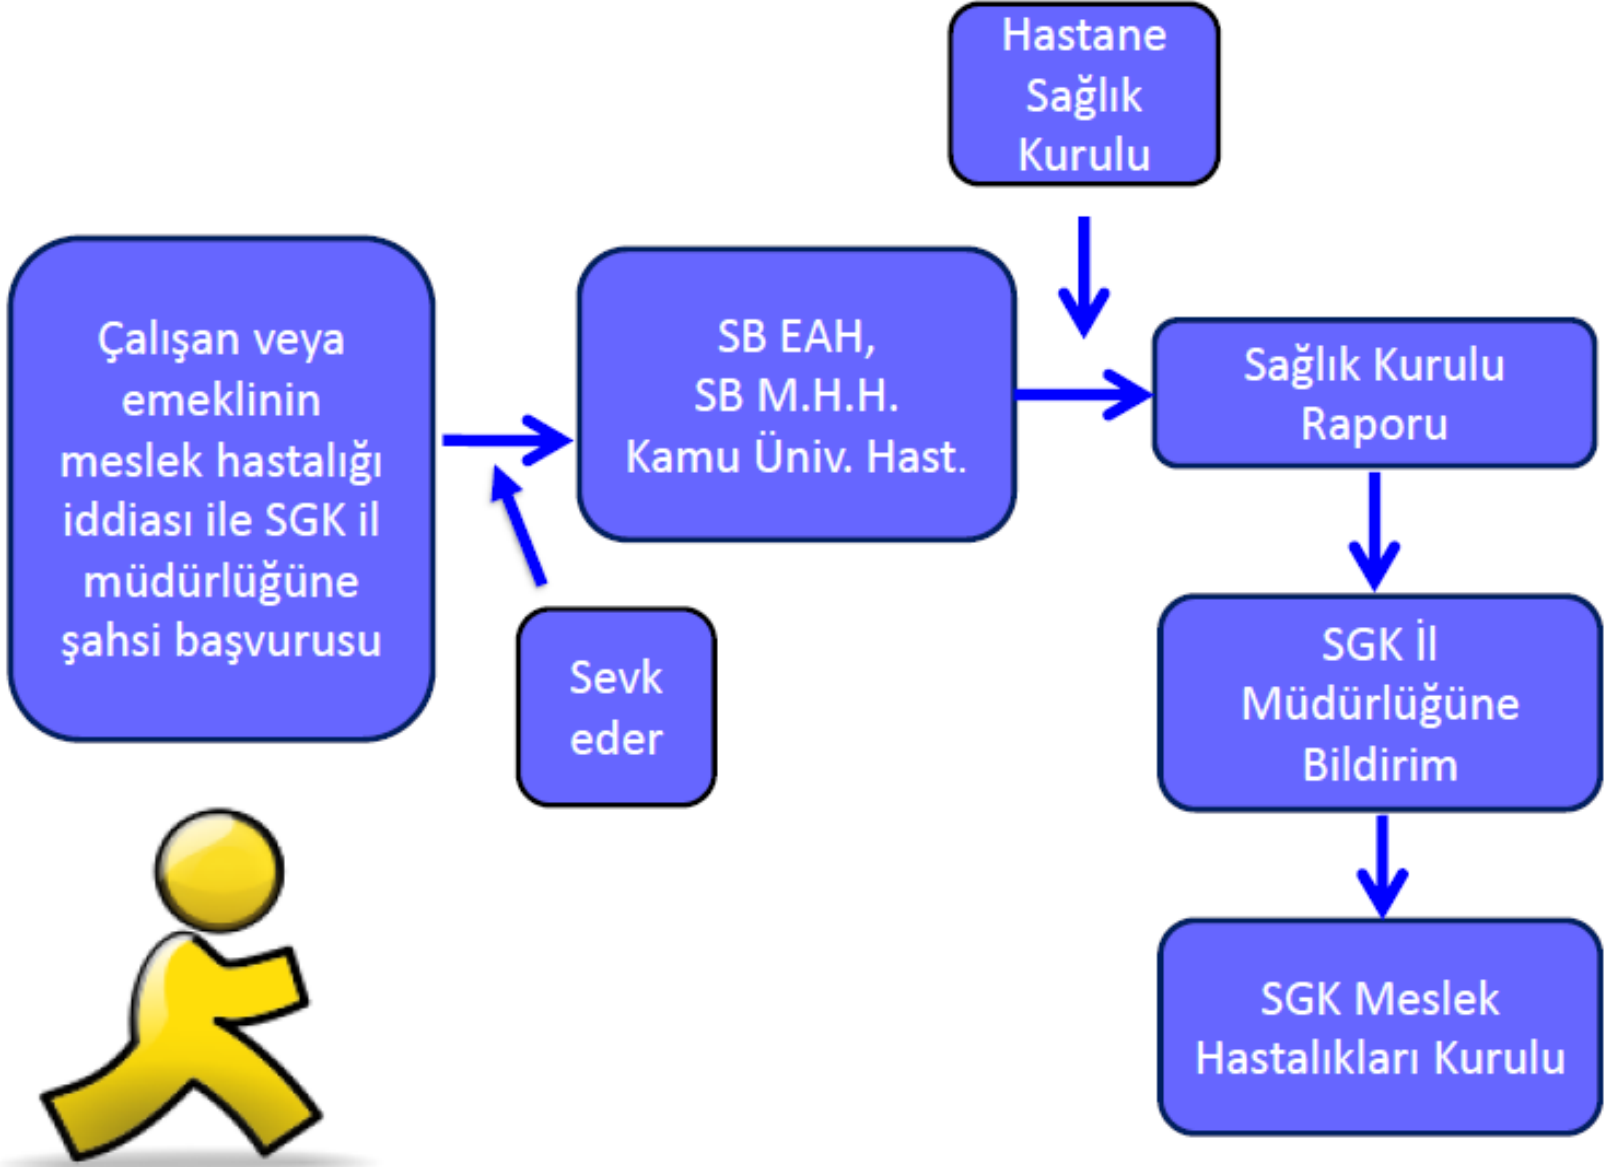 Hastane
Sağlık
Kurulu
Çalışan veya
emeklinin
meslek hastalığı
iddiası ile SGK il
müdürlüğüne
şahsi başvurusu
SB EAH,
SB M.H.H.
Kamu Üniv. Hast.
Sevk
eder
Sağlık Kurulu
Raporu
SGK İl
Müdürlüğüne
Bildirim
SGK Meslek
Hastalıkları Kurulu